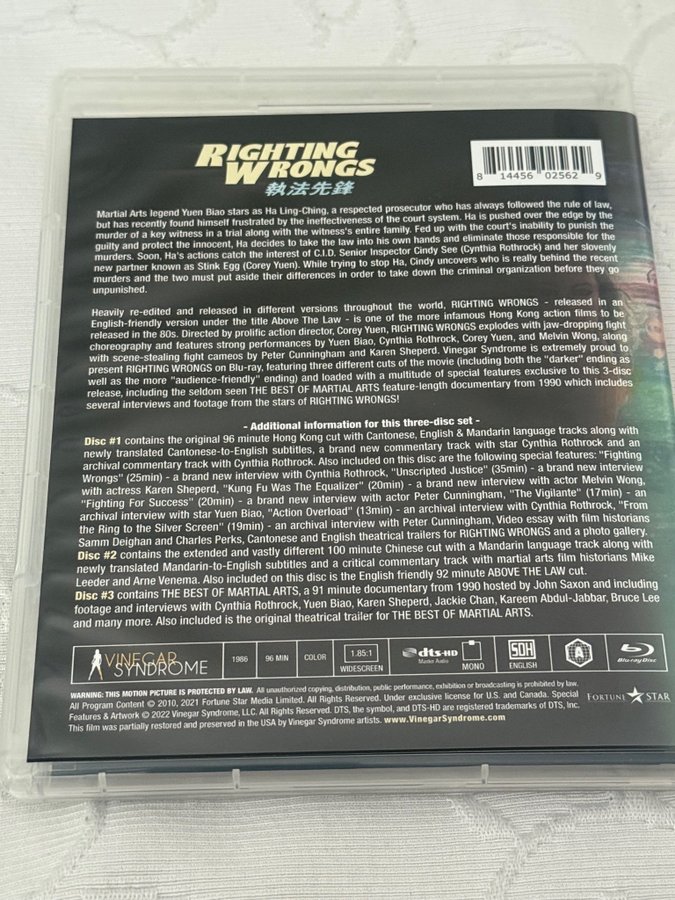 RIGHTING
WRONGS
執法先鋒
8 14456 02562 9
Martial Arts legend Yuen Biao stars as Ha Ling-Ching, a respected prosecutor who has always followed the rule of law,
but has recently found himself frustrated by the ineffectiveness of the court system. Ha is pushed over the edge by the
murder of a key witness in a trial along with the witness's entire family. Fed up with the court's inability to punish the
guilty and protect the innocent, Ha decides to take the law into his own hands and eliminate those responsible for the
murders. Soon, Ha's actions catch the interest of C.I.D. Senior Inspector Cindy See (Cynthia Rothrock) and her slovenly
new partner known as Stink Egg (Corey Yuen). While trying to stop Ha, Cindy uncovers who is really behind the recent
murders and the two must put aside their differences in order to take down the criminal organization before they go
unpunished.
Heavily re-edited and released in different versions throughout the world, RIGHTING WRONGS - released in an
English-friendly version under the title Above The Law - is one of the more infamous Hong Kong action films to be
released in the 80s. Directed by prolific action director, Corey Yuen, RIGHTING WRONGS explodes with jaw-dropping fight
choreography and features strong performances by Yuen Biao, Cynthia Rothrock, Corey Yuen, and Melvin Wong, along
with scene-stealing fight cameos by Peter Cunningham and Karen Sheperd. Vinegar Syndrome is extremely proud to
present RIGHTING WRONGS on Blu-ray, featuring three different cuts of the movie (including both the "darker" ending as
well as the more "audience-friendly" ending) and loaded with a multitude of special features exclusive to this 3-disc
release, including the seldom seen THE BEST OF MARTIAL ARTS feature-length documentary from 1990 which includes
several interviews and footage from the stars of RIGHTING WRONGS!
- Additional information for this three-disc set -
Disc #1 contains the original 96 minute Hong Kong cut with Cantonese, English & Mandarin language tracks along with
newly translated Cantonese-to-English subtitles, a brand new commentary track with star Cynthia Rothrock and an
archival commentary track with Cynthia Rothrock. Also included on this disc are the following special features: "Fighting
Wrongs" (25min) - a brand new interview with Cynthia Rothrock, "Unscripted Justice" (35min) - a brand new interview
with actress Karen Sheperd, "Kung Fu Was The Equalizer" (20min) - a brand new interview with actor Melvin Wong,
"Fighting For Success" (20min) - a brand new interview with actor Peter Cunningham, "The Vigilante" (17min) - an
archival interview with star Yuen Biao, "Action Overload" (13min) - an archival interview with Cynthia Rothrock, "From
the Ring to the Silver Screen" (19min) - an archival interview with Peter Cunningham, Video essay with film historians
Samm Deighan and Charles Perks, Cantonese and English theatrical trailers for RIGHTING WRONGS and a photo gallery.
Disc #2 contains the extended and vastly different 100 minute Chinese cut with a Mandarin language track along with
newly translated Mandarin-to-English subtitles and a critical commentary track with martial arts film historians Mike
Leeder and Arne Venema. Also included on this disc is the English friendly 92 minute ABOVE THE LAW cut.
Disc #3 contains THE BEST OF MARTIAL ARTS, a 91 minute documentary from 1990 hosted by John Saxon and including
footage and interviews with Cynthia Rothrock, Yuen Biao, Karen Sheperd, Jackie Chan, Kareem Abdul-Jabbar, Bruce Lee
and many more. Also included is the original theatrical trailer for THE BEST OF MARTIAL ARTS.
VINEGAR
SYNDROME
1986
96 MIN
COLOR
1.85:1
WIDESCREEN
dts-HD
Master Audio
MONO
SDH
ENGLISH
A
Blu-ray Disc
WARNING: THIS MOTION PICTURE IS PROTECTED BY LAW. All unauthorized copying, distribution, public performance, exhibition or broadcasting is prohibited by law.
All Program Content © 2010, 2021 Fortune Star Media Limited. All Rights Reserved. Under exclusive license for U.S. and Canada. Special
Features & Artwork © 2022 Vinegar Syndrome, LLC. All Rights Reserved. DTS, the symbol, and DTS-HD are registered trademarks of DTS, Inc.
This film was partially restored and preserved in the USA by Vinegar Syndrome artists. www.VinegarSyndrome.com
FORTUNE STAR